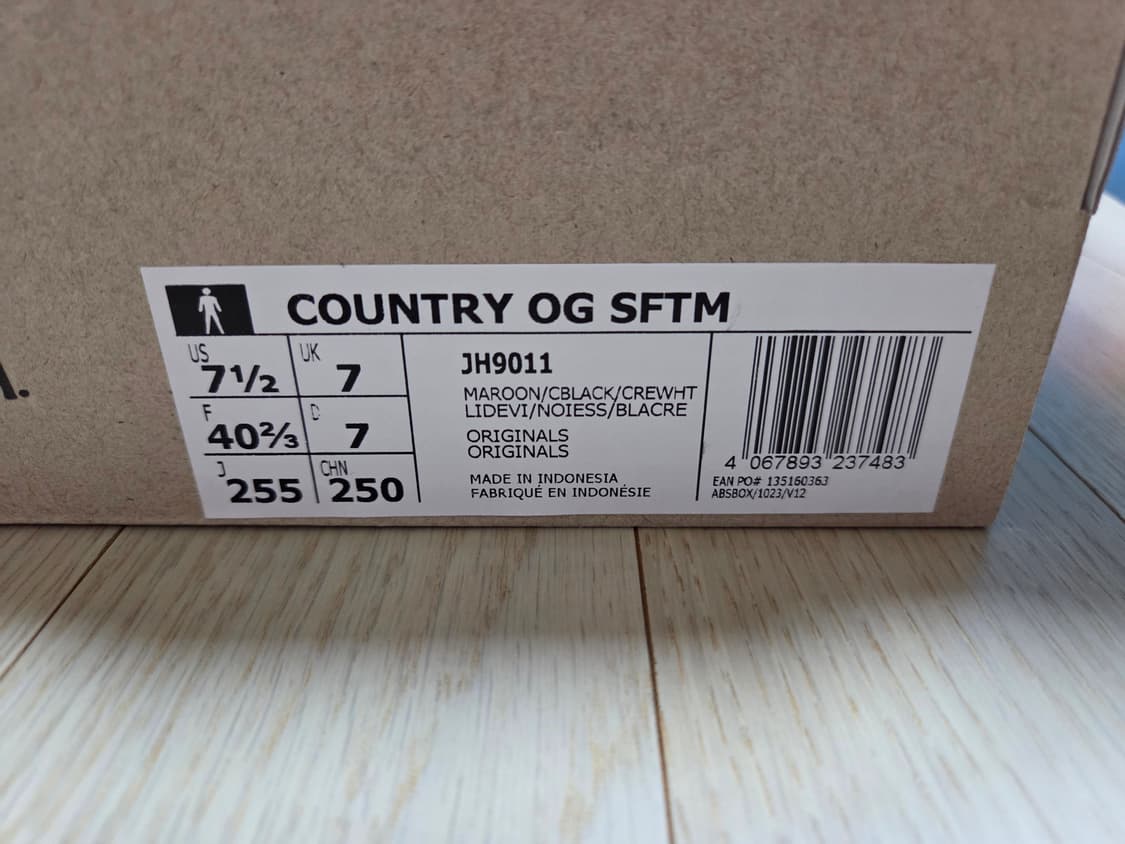 COUNTRY OG SFTM
US 7½ UK 7
F 40⅔ D 7
J 255 CHN 250
JH9011
MAROON/CBLACK/CREWHT
LIDEVI/NOIESS/BLACRE
ORIGINALS
ORIGINALS
MADE IN INDONESIA
FABRIQUÉ EN INDONÉSIE
4 067893 237483
EAN PO# 135160363
ABSBOX/1023/V12